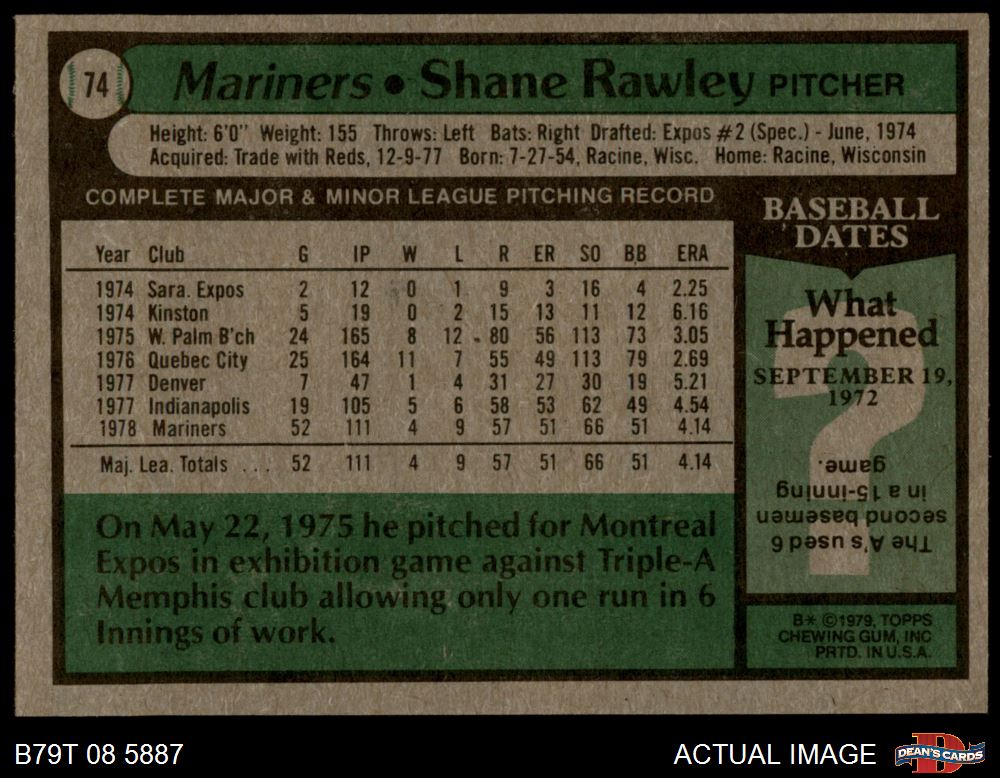 74
Mariners • Shane Rawley PITCHER
Height: 6'0" Weight: 155 Throws: Left Bats: Right Drafted: Expos #2 (Spec.) - June, 1974
Acquired: Trade with Reds, 12-9-77 Born: 7-27-54, Racine, Wisc. Home: Racine, Wisconsin
COMPLETE MAJOR & MINOR LEAGUE PITCHING RECORD
Year Club G IP W L R ER SO BB ERA
1974 Sara. Expos 2 12 0 1 9 3 16 4 2.25
1974 Kinston 5 19 0 2 15 13 11 12 6.16
1975 W. Palm B'ch 24 165 8 12 80 56 113 73 3.05
1976 Quebec City 25 164 11 7 55 49 113 79 2.69
1977 Denver 7 47 1 4 31 27 30 19 5.21
1977 Indianapolis 19 105 5 6 58 53 62 49 4.54
1978 Mariners 52 111 4 9 57 51 66 51 4.14
Maj. Lea. Totals ... 52 111 4 9 57 51 66 51 4.14
On May 22, 1975 he pitched for Montreal
Expos in exhibition game against Triple-A
Memphis club allowing only one run in 6
Innings of work.
BASEBALL
DATES
What
Happened
SEPTEMBER 19,
1972
The A's used 6
second basemen
in a 15-inning
game.
B* ©1979, TOPPS
CHEWING GUM, INC
PRTD. IN U.S.A.
B79T 08 5887
ACTUAL IMAGE
DEAN'S CARDS